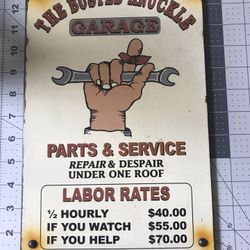 THE BUSTED KNUCKLE
GARAGE
PARTS & SERVICE
REPAIR & DESPAIR
UNDER ONE ROOF
LABOR RATES
½ HOURLY $40.00
IF YOU WATCH $55.00
IF YOU HELP $70.00